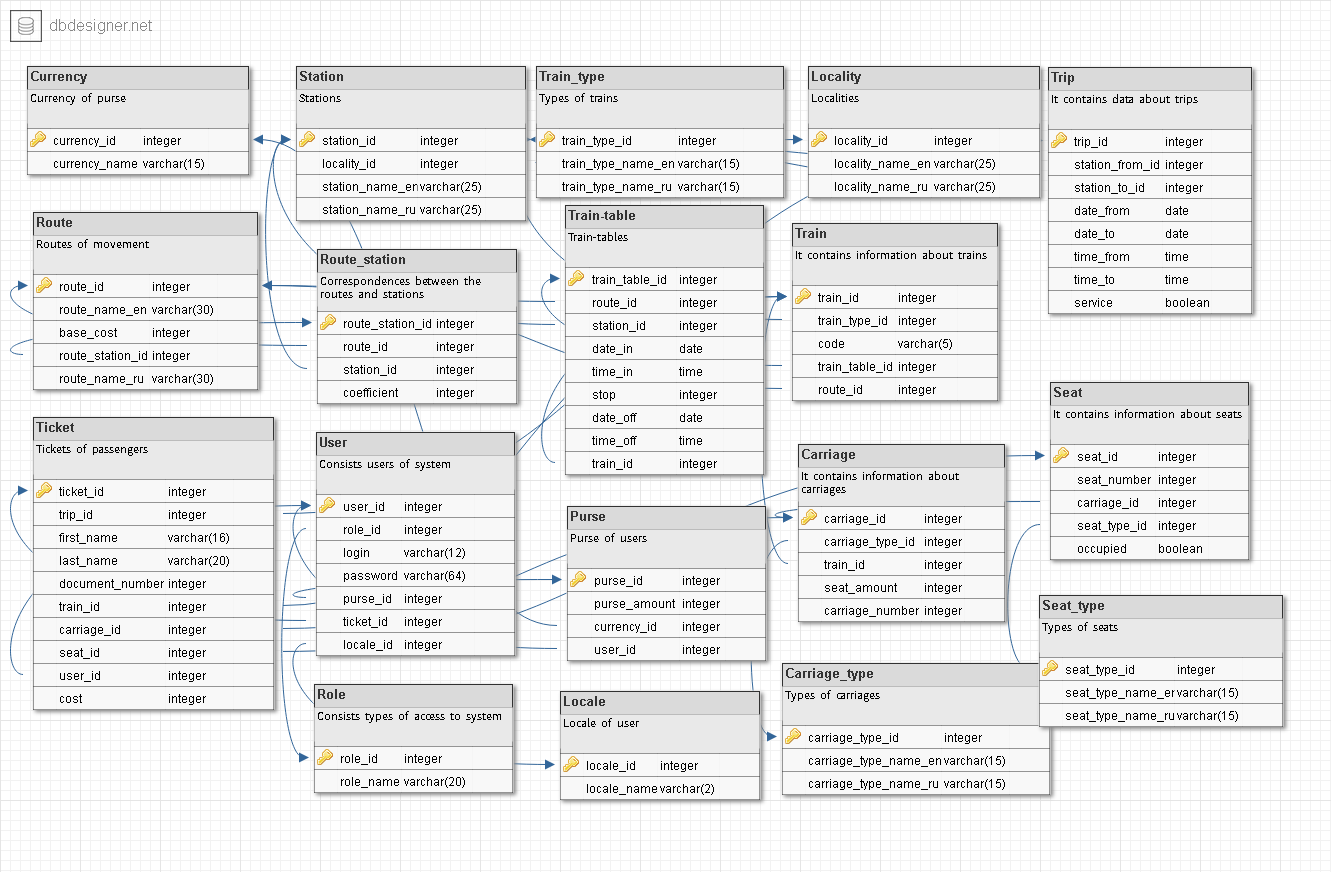 dbdesigner.net
Currency
Currency of purse
currency_id integer
currency_name varchar(15)
Station
Stations
station_id integer
locality_id integer
station_name_en varchar(25)
station_name_ru varchar(25)
Train_type
Types of trains
train_type_id integer
train_type_name_en varchar(15)
train_type_name_ru varchar(15)
Locality
Localities
locality_id integer
locality_name_en varchar(25)
locality_name_ru varchar(25)
Trip
It contains data about trips
trip_id integer
station_from_id integer
station_to_id integer
date_from date
date_to date
time_from time
time_to time
service boolean
Route
Routes of movement
route_id integer
route_name_en varchar(30)
base_cost integer
route_station_id integer
route_name_ru varchar(30)
Route_station
Correspondences between the
routes and stations
route_station_id integer
route_id integer
station_id integer
coefficient integer
Train-table
Train-tables
train_table_id integer
route_id integer
station_id integer
date_in date
time_in time
stop integer
date_off date
time_off time
train_id integer
Train
It contains information about trains
train_id integer
train_type_id integer
code varchar(5)
train_table_id integer
route_id integer
Seat
It contains information about seats
seat_id integer
seat_number integer
carriage_id integer
seat_type_id integer
occupied boolean
Ticket
Tickets of passengers
ticket_id integer
trip_id integer
first_name varchar(16)
last_name varchar(20)
document_number integer
train_id integer
carriage_id integer
seat_id integer
user_id integer
cost integer
User
Consists users of system
user_id integer
role_id integer
login varchar(12)
password varchar(64)
purse_id integer
ticket_id integer
locale_id integer
Purse
Purse of users
purse_id integer
purse_amount integer
currency_id integer
user_id integer
Carriage
It contains information about
carriages
carriage_id integer
carriage_type_id integer
train_id integer
seat_amount integer
carriage_number integer
Seat_type
Types of seats
seat_type_id integer
seat_type_name_en varchar(15)
seat_type_name_ru varchar(15)
Role
Consists types of access to system
role_id integer
role_name varchar(20)
Locale
Locale of user
locale_id integer
locale_name varchar(2)
Carriage_type
Types of carriages
carriage_type_id integer
carriage_type_name_en varchar(15)
carriage_type_name_ru varchar(15)